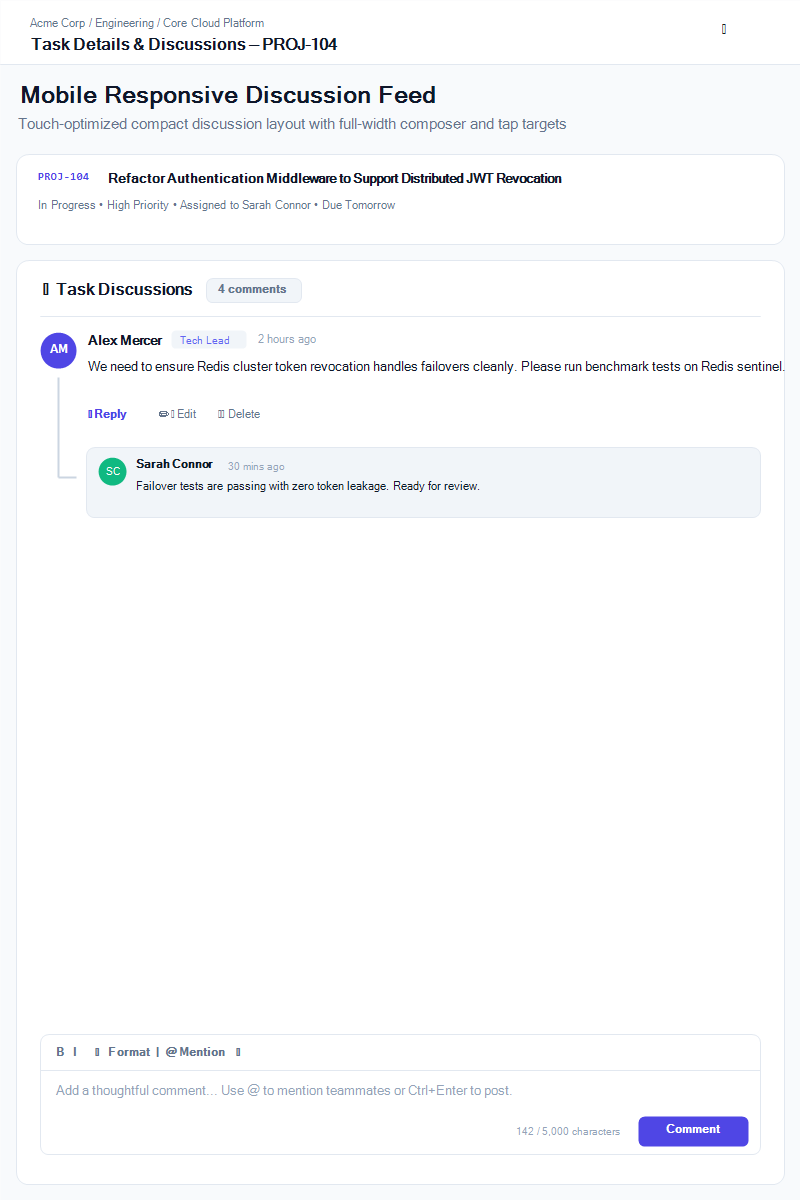 Acme Corp / Engineering / Core Cloud Platform
Task Details & Discussions — PROJ-104
Mobile Responsive Discussion Feed
Touch-optimized compact discussion layout with full-width composer and tap targets
PROJ-104 Refactor Authentication Middleware to Support Distributed JWT Revocation
In Progress • High Priority • Assigned to Sarah Connor • Due Tomorrow
Task Discussions 4 comments
AM Alex Mercer Tech Lead 2 hours ago
We need to ensure Redis cluster token revocation handles failovers cleanly. Please run benchmark tests on Redis sentinel.
Reply ✏ Edit Delete
SC Sarah Connor 30 mins ago
Failover tests are passing with zero token leakage. Ready for review.
B I Format | @ Mention
Add a thoughtful comment... Use @ to mention teammates or Ctrl+Enter to post.
142 / 5,000 characters Comment